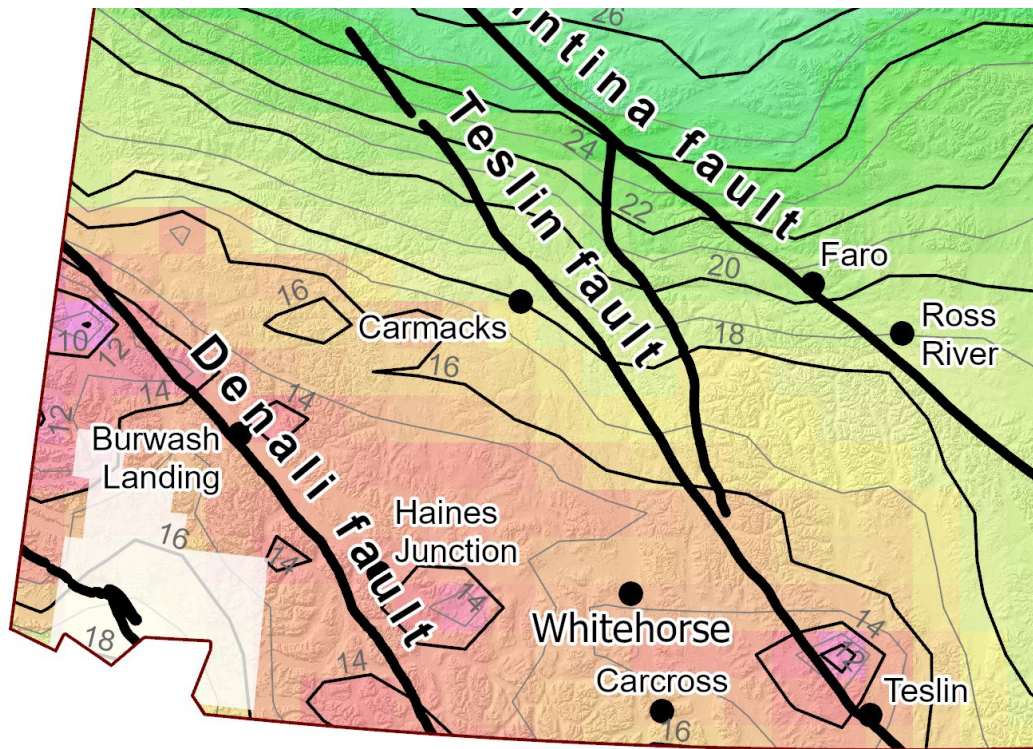 26
ntina fault
24
Teslin fault
22
20
Faro
18
Ross
River
16
Carmacks
16
10
12
14
14
Denali fault
12
Burwash
Landing
Haines
Junction
16
14
14
Whitehorse
14
12
18
14
Carcross
Teslin
16